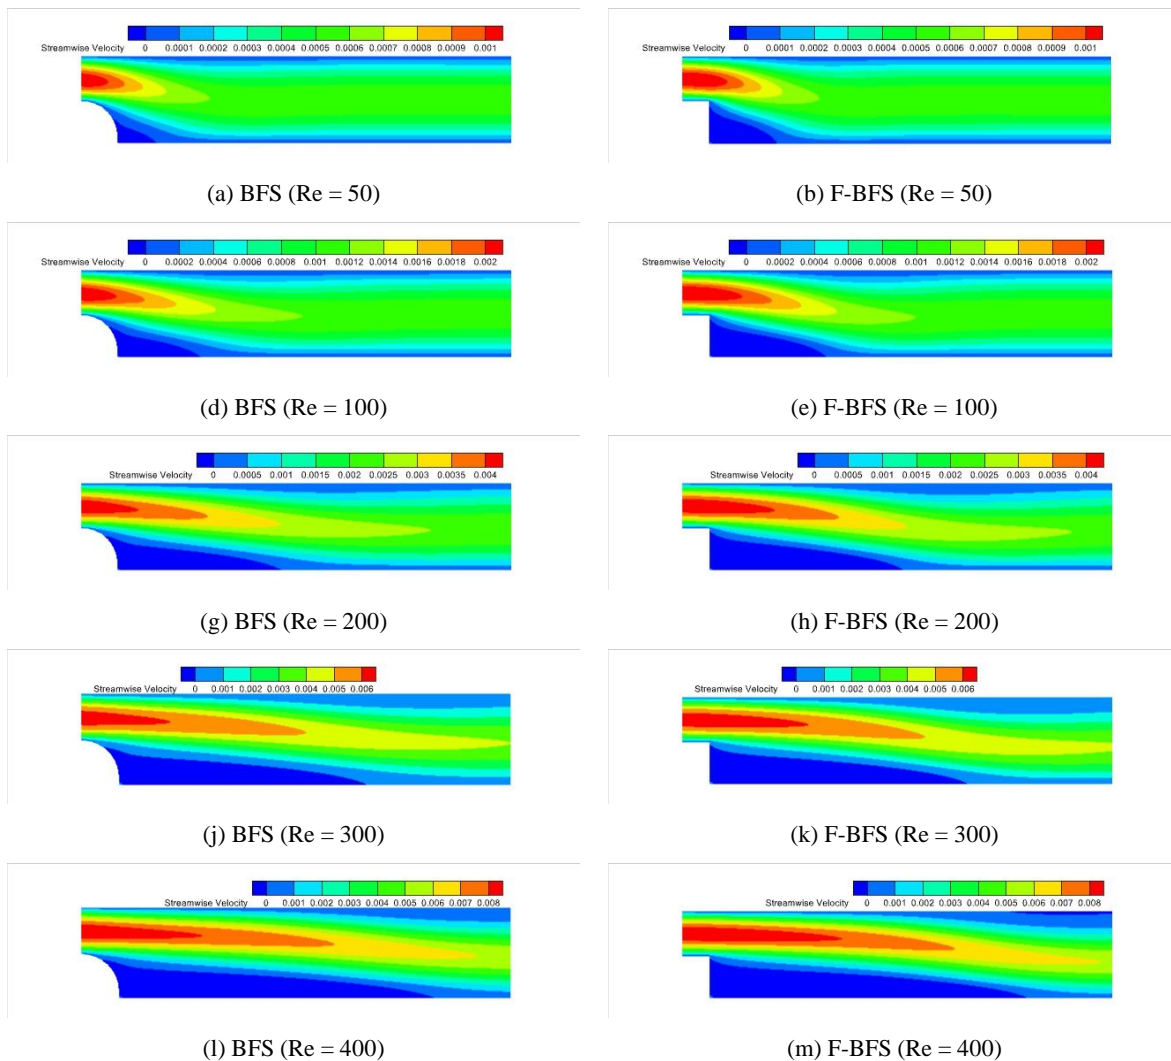 Streamwise Velocity 0 0.0001 0.0002 0.0003 0.0004 0.0005 0.0006 0.0007 0.0008 0.0009 0.001
Streamwise Velocity 0 0.0001 0.0002 0.0003 0.0004 0.0005 0.0006 0.0007 0.0008 0.0009 0.001
(a) BFS (Re = 50)
(b) F-BFS (Re = 50)
Streamwise Velocity 0 0.0002 0.0004 0.0006 0.0008 0.001 0.0012 0.0014 0.0016 0.0018 0.002
Streamwise Velocity 0 0.0002 0.0004 0.0006 0.0008 0.001 0.0012 0.0014 0.0016 0.0018 0.002
(d) BFS (Re = 100)
(e) F-BFS (Re = 100)
Streamwise Velocity 0 0.0005 0.001 0.0015 0.002 0.0025 0.003 0.0035 0.004
Streamwise Velocity 0 0.0005 0.001 0.0015 0.002 0.0025 0.003 0.0035 0.004
(g) BFS (Re = 200)
(h) F-BFS (Re = 200)
Streamwise Velocity 0 0.001 0.002 0.003 0.004 0.005 0.006
Streamwise Velocity 0 0.001 0.002 0.003 0.004 0.005 0.006
(j) BFS (Re = 300)
(k) F-BFS (Re = 300)
Streamwise Velocity 0 0.001 0.002 0.003 0.004 0.005 0.006 0.007 0.008
Streamwise Velocity 0 0.001 0.002 0.003 0.004 0.005 0.006 0.007 0.008
(l) BFS (Re = 400)
(m) F-BFS (Re = 400)